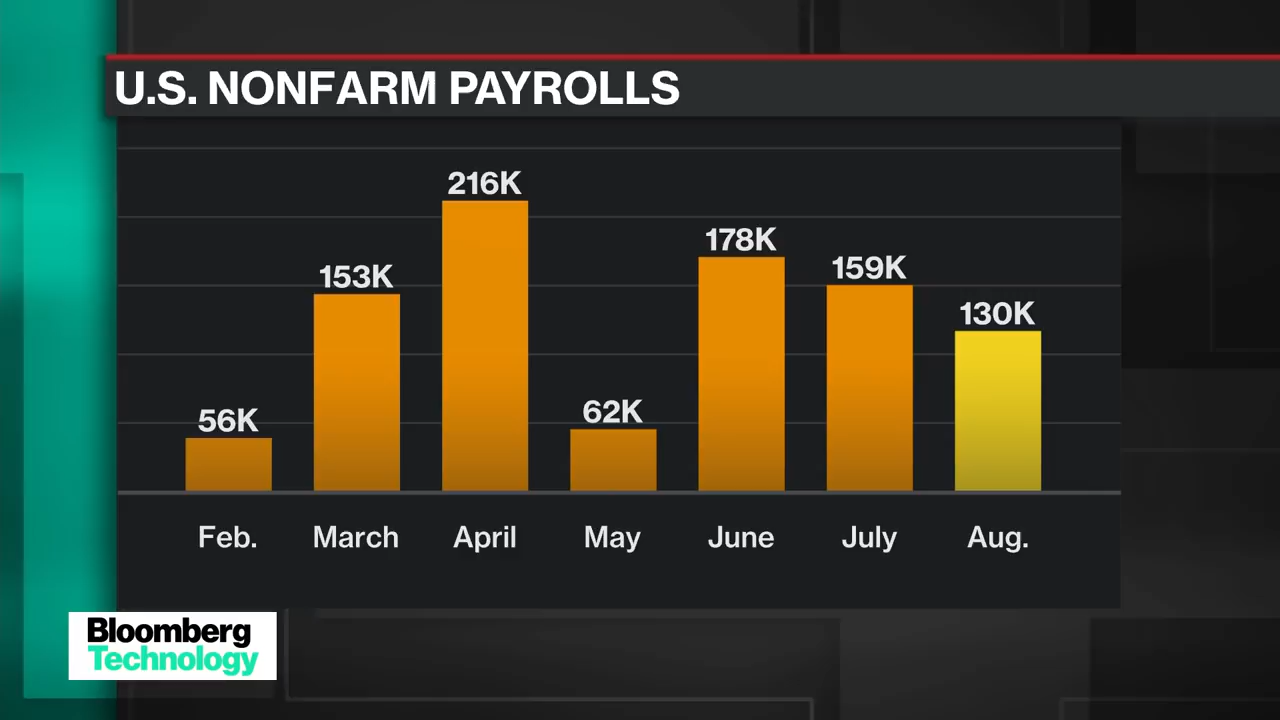 U.S. NONFARM PAYROLLS
216K
178K
153K
159K
130K
62K
56K
Feb. March April May June July Aug.
Bloomberg
Technology